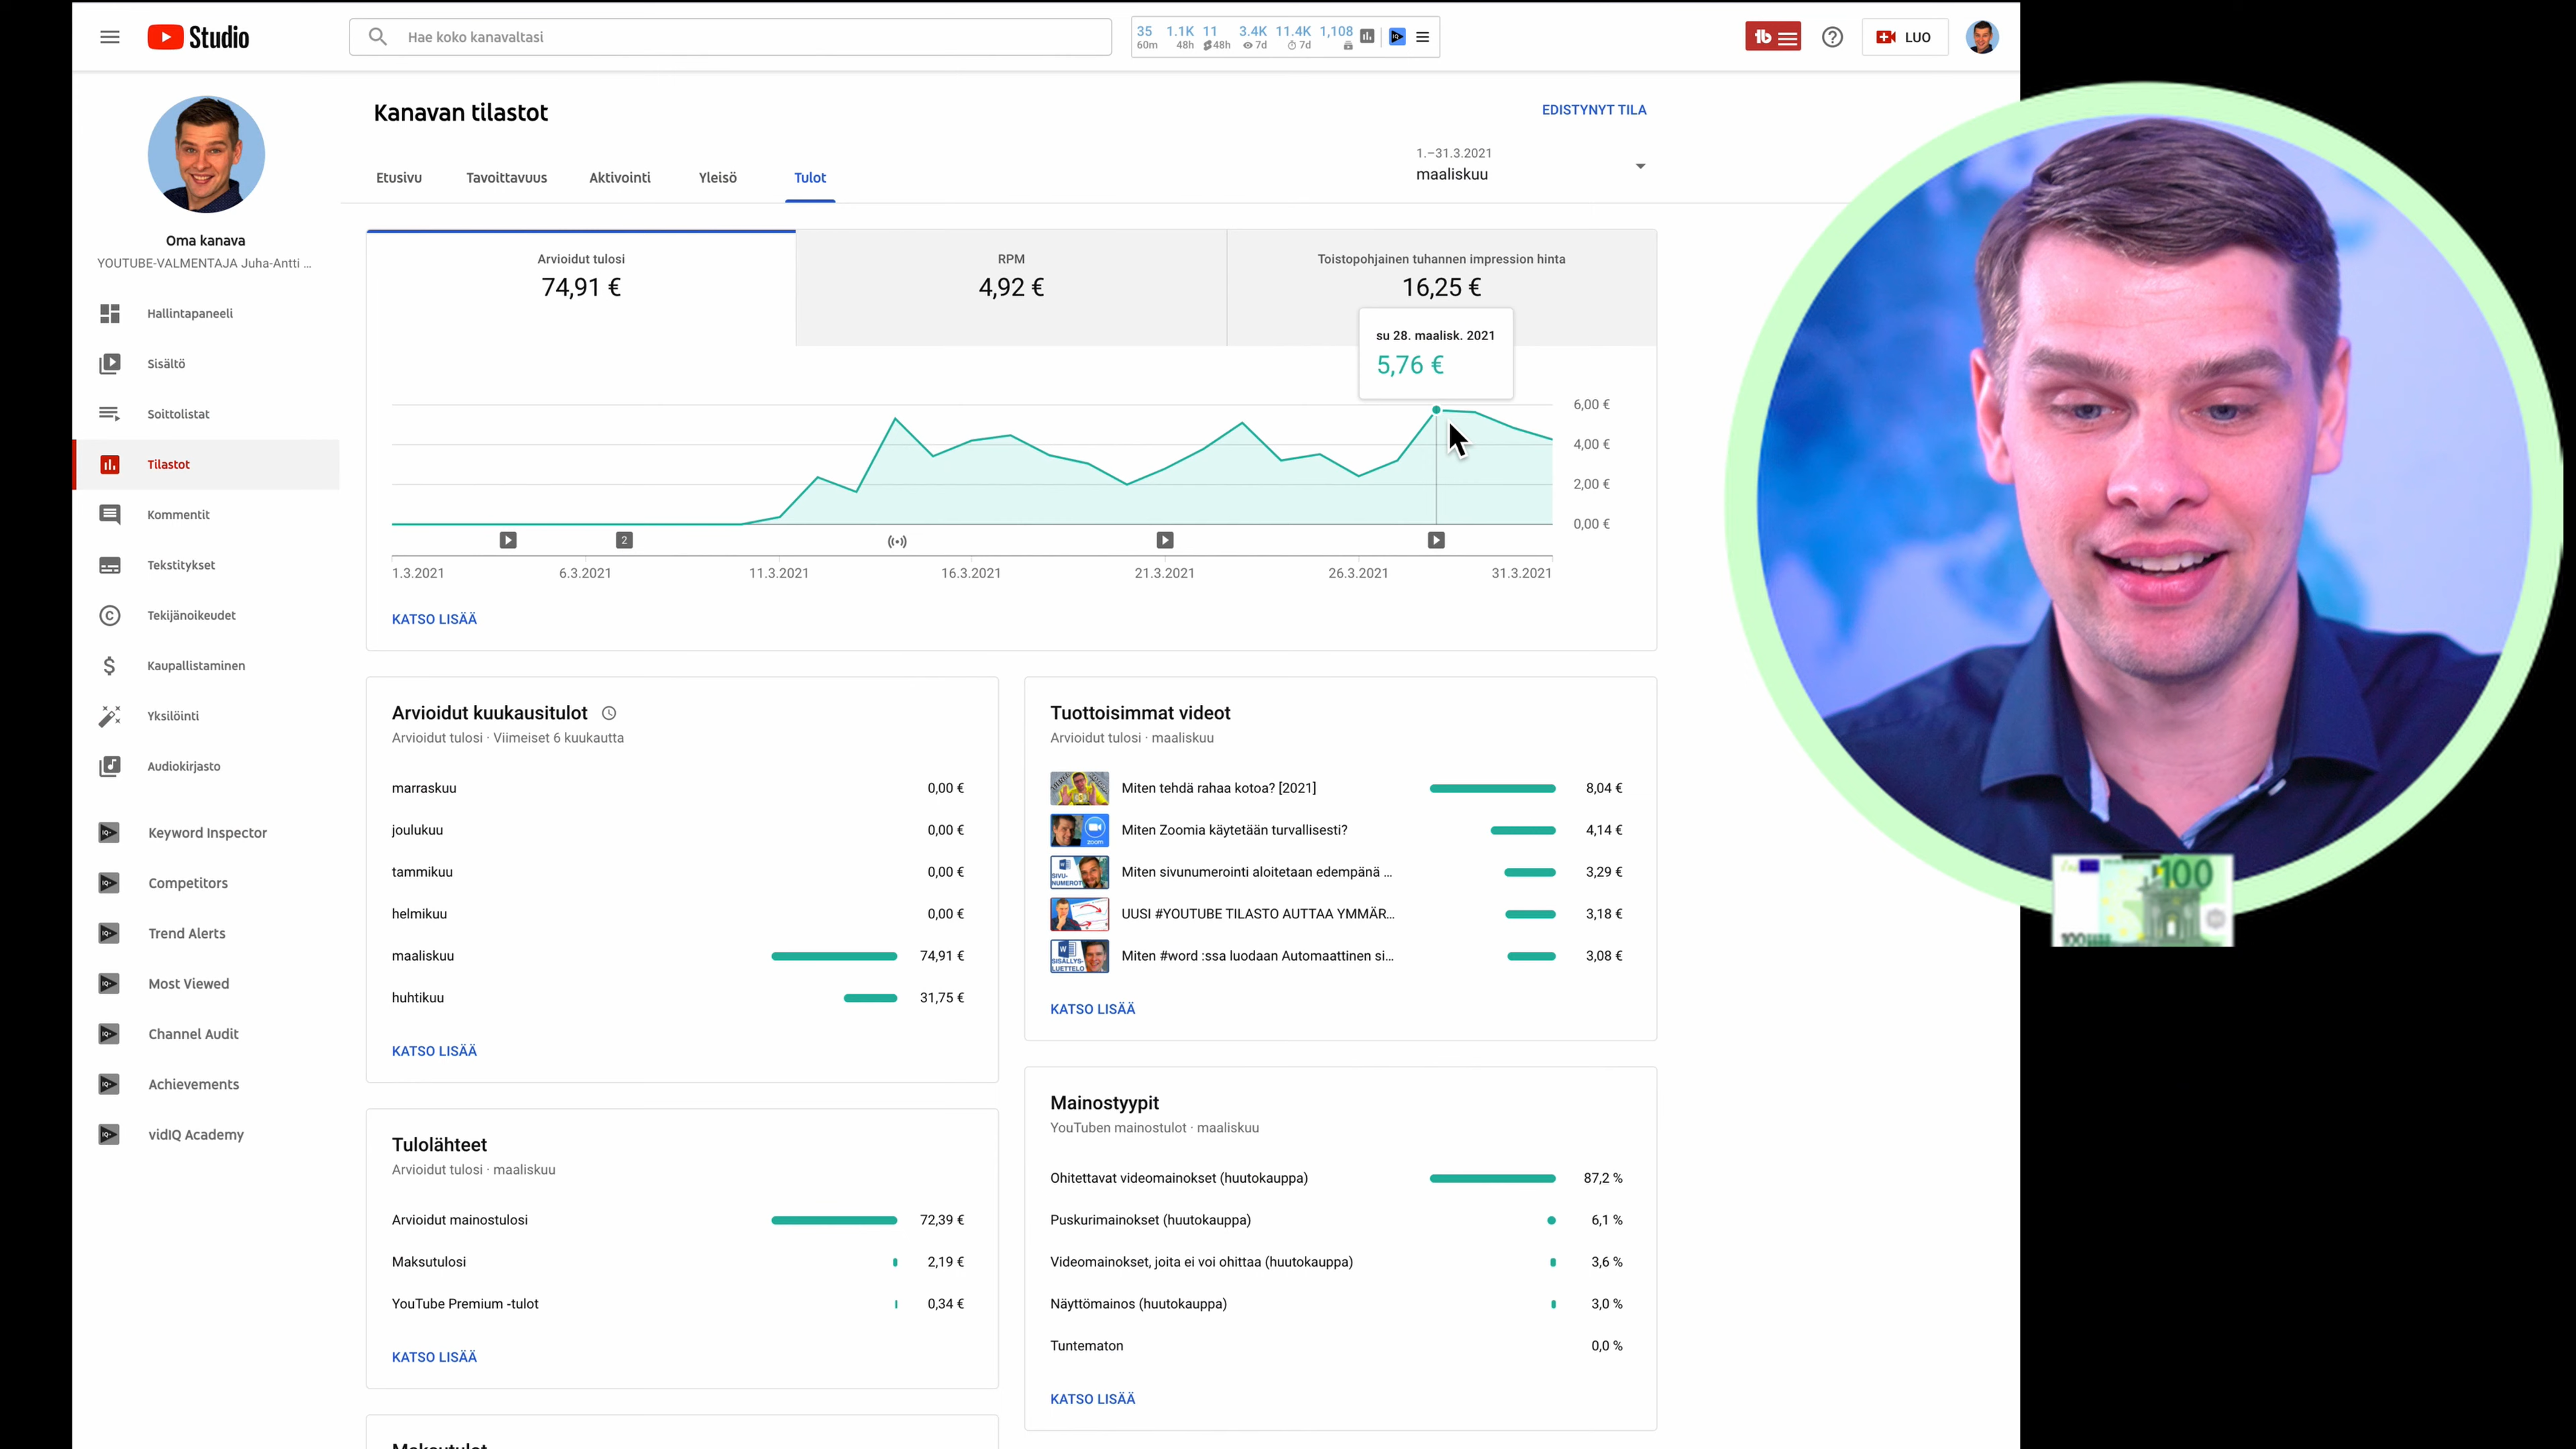 Studio
Hae koko kanavaltasi
35 1.1K 11 3.4K 11.4K 1,108
60m 48h 48h 7d 7d
LUO
Oma kanava
YOUTUBE-VALMENTAJA Juha-Antti ...
Hallintapaneeli
Sisältö
Soittolistat
Tilastot
Kommentit
Tekstitykset
Tekijänoikeudet
Kaupallistaminen
Yksilöinti
Audiokirjasto
Keyword Inspector
Competitors
Trend Alerts
Most Viewed
Channel Audit
Achievements
vidIQ Academy
Kanavan tilastot
EDISTYNYT TILA
Etusivu Tavoittavuus Aktivointi Yleisö Tulot
1.–31.3.2021
maaliskuu
Arvioidut tulosi
74,91 €
RPM
4,92 €
Toistopohjainen tuhannen impression hinta
16,25 €
su 28. maalisk. 2021
5,76 €
6,00 €
4,00 €
2,00 €
0,00 €
2
1.3.2021 6.3.2021 11.3.2021 16.3.2021 21.3.2021 26.3.2021 31.3.2021
KATSO LISÄÄ
Arvioidut kuukausitulot
Arvioidut tulosi · Viimeiset 6 kuukautta
marraskuu 0,00 €
joulukuu 0,00 €
tammikuu 0,00 €
helmikuu 0,00 €
maaliskuu 74,91 €
huhtikuu 31,75 €
KATSO LISÄÄ
Tulolähteet
Arvioidut tulosi · maaliskuu
Arvioidut mainostulosi 72,39 €
Maksutulosi 2,19 €
YouTube Premium -tulot 0,34 €
KATSO LISÄÄ
Tuottoisimmat videot
Arvioidut tulosi · maaliskuu
Miten tehdä rahaa kotoa? [2021] 8,04 €
zoom
Miten Zoomia käytetään turvallisesti? 4,14 €
SIVU-
NUMEROT
Miten sivunumerointi aloitetaan edempänä ... 3,29 €
UUSI #YOUTUBE TILASTO AUTTAA YMMÄR... 3,18 €
SISÄLLYS-
LUETTELO
Miten #word :ssa luodaan Automaattinen si... 3,08 €
KATSO LISÄÄ
Mainostyypit
YouTuben mainostulot · maaliskuu
Ohitettavat videomainokset (huutokauppa) 87,2 %
Puskurimainokset (huutokauppa) 6,1 %
Videomainokset, joita ei voi ohittaa (huutokauppa) 3,6 %
Näyttömainos (huutokauppa) 3,0 %
Tuntematon 0,0 %
KATSO LISÄÄ
100
100